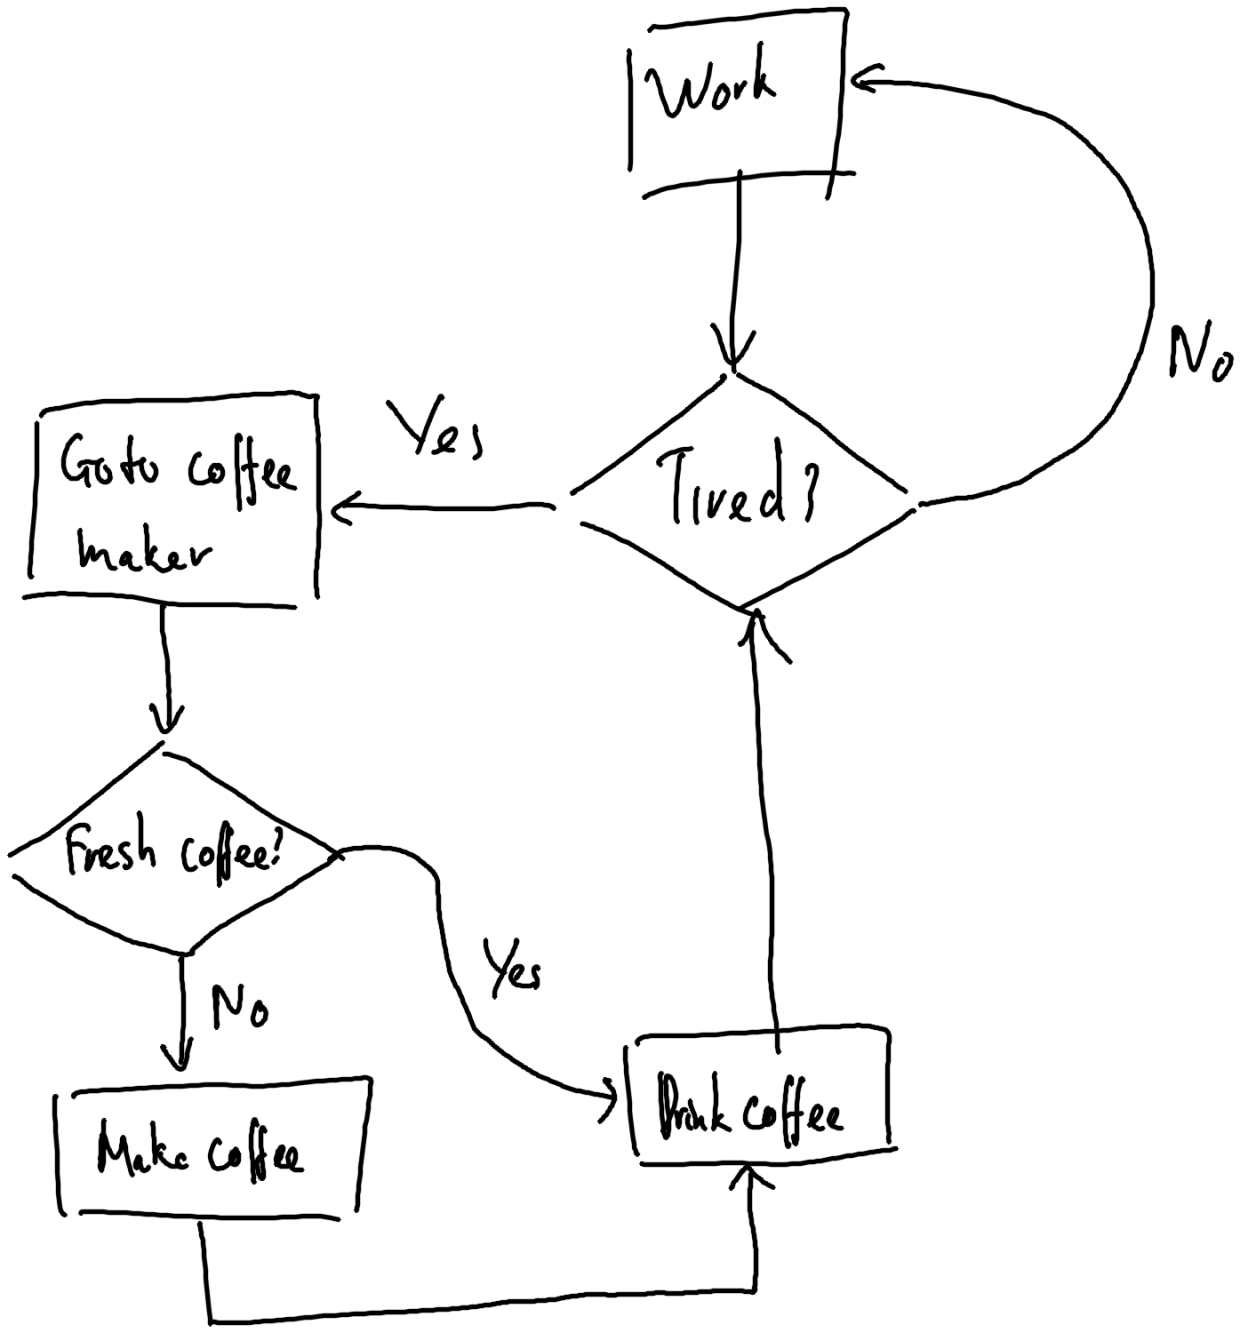 Work
No
Yes
Tired?
Goto coffee
maker
Fresh coffee?
Yes
No
Drink coffee
Make coffee